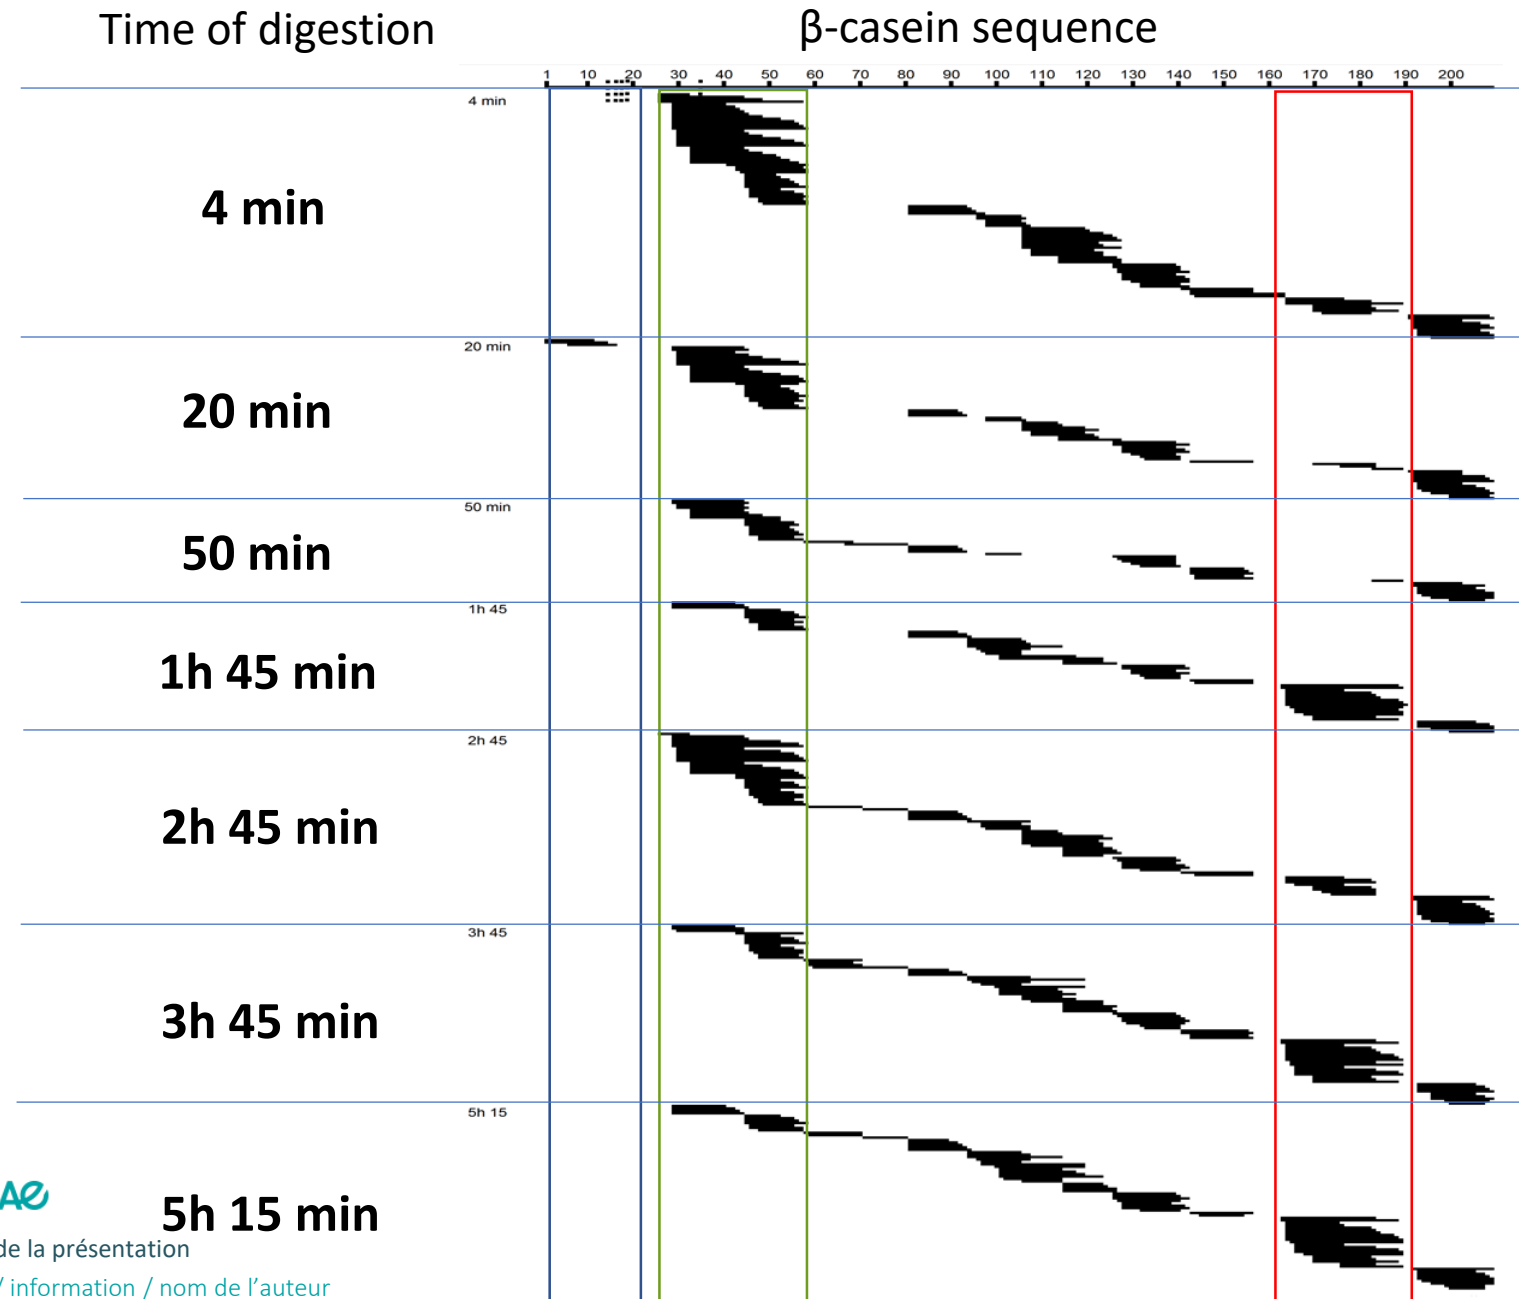 Time of digestion
β-casein sequence
1 10 20 30 40 50 60 70 80 90 100 110 120 130 140 150 160 170 180 190 200
4 min
4 min
20 min
20 min
50 min
50 min
1h 45
1h 45 min
2h 45
2h 45 min
3h 45
3h 45 min
5h 15
5h 15 min
de la présentation
/ information / nom de l’auteur